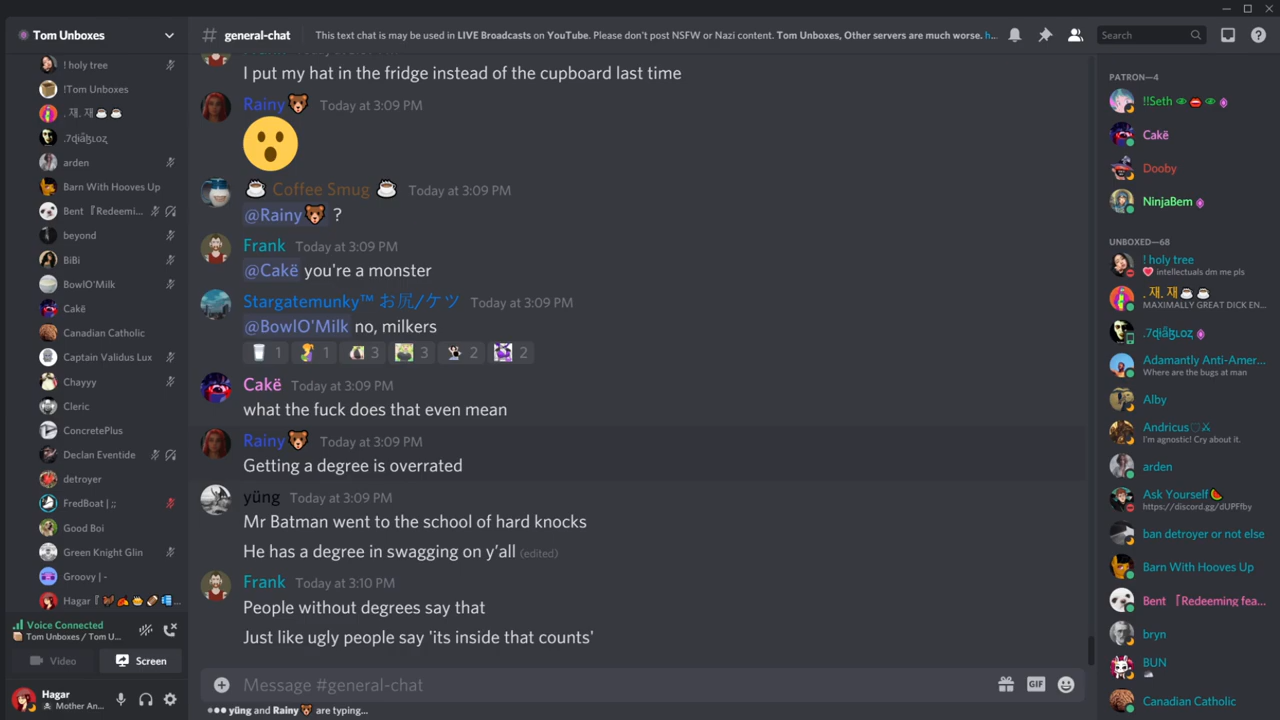 Tom Unboxes
! holy tree
!Tom Unboxes
. 재. 재
arden
Barn With Hooves Up
Bent『Redeemi...
beyond
BiBi
BowlO'Milk
Cakë
Canadian Catholic
Captain Validus Lux
Chayyy
Cleric
ConcretePlus
Declan Eventide
detroyer
FredBoat | ;;
Good Boi
Green Knight Glin
Groovy | -
Hagar『
Voice Connected
Tom Unboxes / Tom U...
Video
Screen
Hagar
Mother An...
# general-chat
This text chat is may be used in LIVE Broadcasts on YouTube. Please don't post NSFW or Nazi content. Tom Unboxes, Other servers are much worse. h...
Search
I put my hat in the fridge instead of the cupboard last time
Rainy Today at 3:09 PM
Coffee Smug Today at 3:09 PM
@Rainy ?
Frank Today at 3:09 PM
@Cakë you're a monster
Stargatemunky™ お尻/ケツ Today at 3:09 PM
@BowlO'Milk no, milkers
1 1 3 3 2 2
Cakë Today at 3:09 PM
what the fuck does that even mean
Rainy Today at 3:09 PM
Getting a degree is overrated
yüng Today at 3:09 PM
Mr Batman went to the school of hard knocks
He has a degree in swagging on y'all (edited)
Frank Today at 3:10 PM
People without degrees say that
Just like ugly people say 'its inside that counts'
Message #general-chat
GIF
yüng and Rainy are typing...
PATRON—4
!!Seth
Cakë
Dooby
NinjaBem
UNBOXED—68
! holy tree
intellectuals dm me pls
. 재. 재
MAXIMALLY GREAT DICK EN...
Adamantly Anti-Amer...
Where are the bugs at man
Alby
Andricus
I'm agnostic! Cry about it.
arden
Ask Yourself
https://discord.gg/dUPFfby
ban detroyer or not else
Barn With Hooves Up
Bent 『Redeeming fea...
bryn
BUN
Canadian Catholic